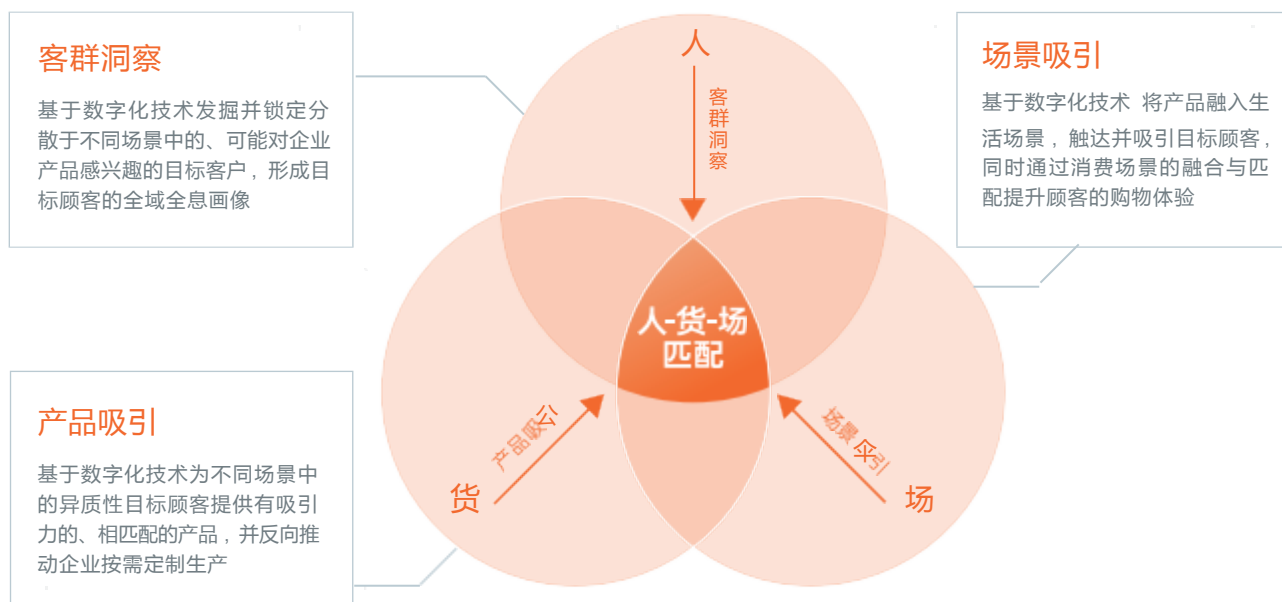 客群洞察
基于数字化技术发掘并锁定分
散于不同场景中的、可能对企业
产品感兴趣的目标客户，形成目
标顾客的全域全息画像
人
客群洞察
场景吸引
基于数字化技术 将产品融入生
活场景，触达并吸引目标顾客，
同时通过消费场景的融合与匹
配提升顾客的购物体验
人-货-场
匹配
产品吸引
基于数字化技术为不同场景中
的异质性目标顾客提供有吸引
力的、相匹配的产品，并反向推
动企业按需定制生产
产品吸
货
场景 引
场